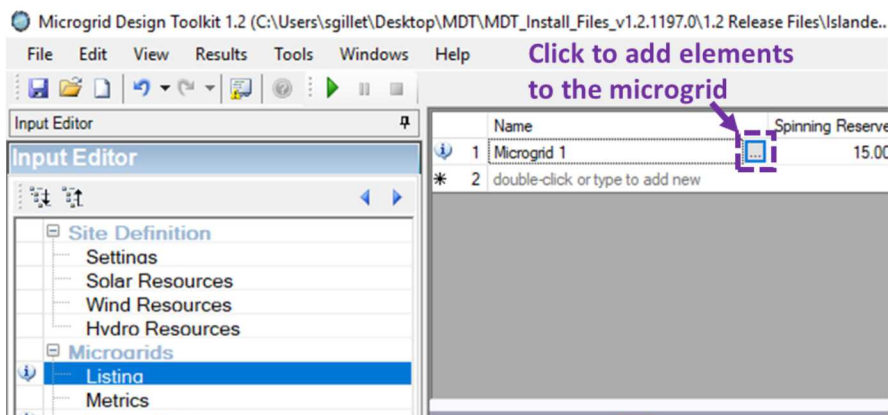 Microgrid Design Toolkit 1.2 (C:\Users\sgillet\Desktop\MDT\MDT_Install_Files_v1.2.1197.0\1.2 Release Files\Islande..
File Edit View Results Tools Windows Help
Click to add elements
to the microgrid
Input Editor
Name Spinning Reserve
Input Editor
1 Microgrid 1 ... 15.00
2 double-click or type to add new
Site Definition
Settings
Solar Resources
Wind Resources
Hydro Resources
Microgrids
Listing
Metrics